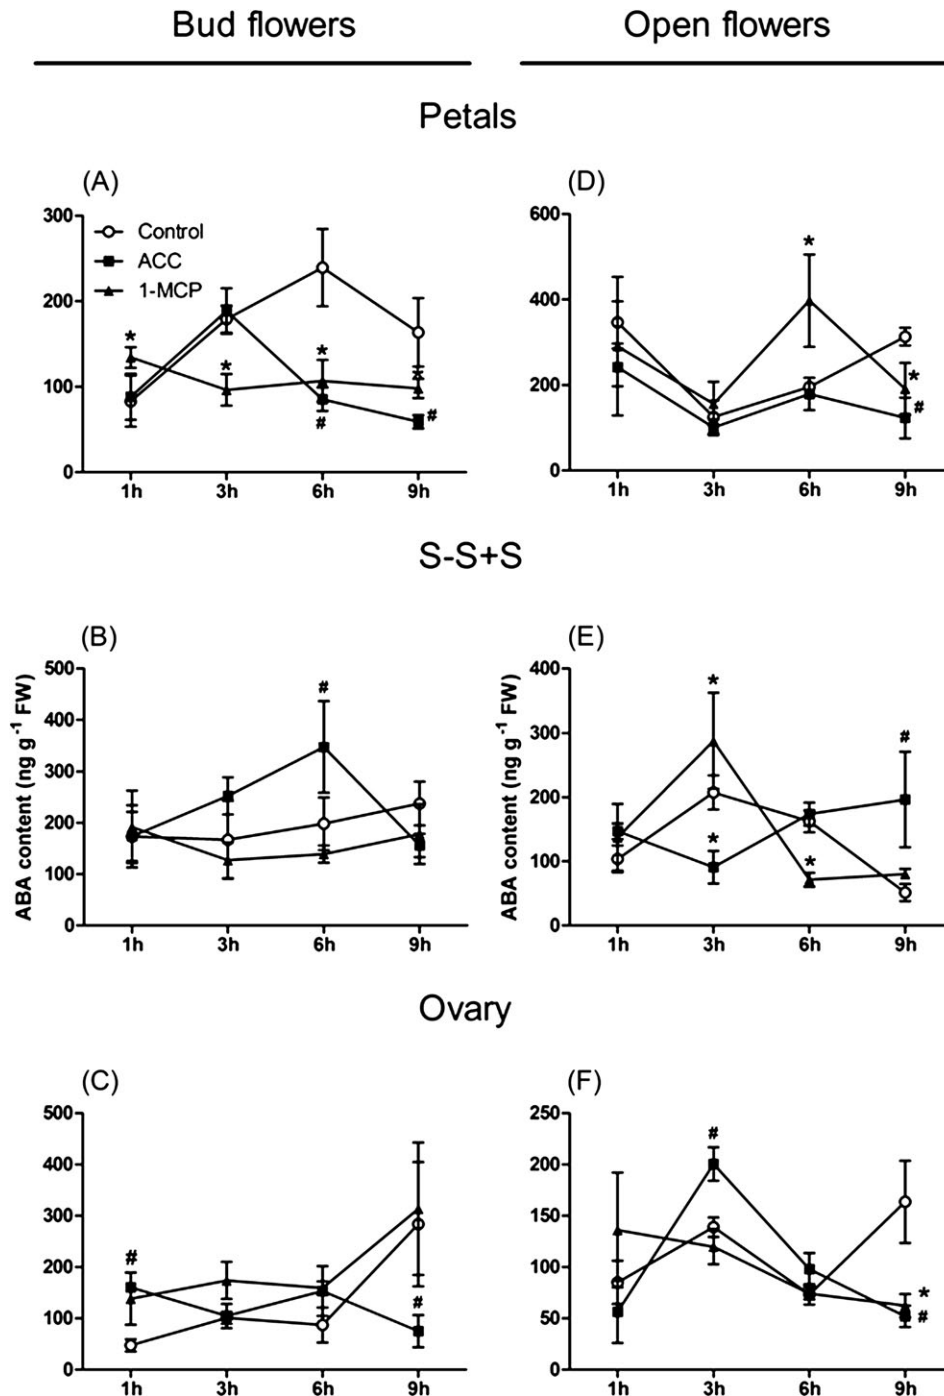 Bud flowers
Open flowers
Petals
(A)
300
200
100
0
Control
ACC
1-MCP
*
*
*
*
#
#
1h 3h 6h 9h
(D)
600
400
200
0
*
*
#
1h 3h 6h 9h
S-S+S
(B)
ABA content (ng g⁻¹ FW)
500
400
300
200
100
0
#
1h 3h 6h 9h
(E)
ABA content (ng g⁻¹ FW)
400
300
200
100
0
*
*
*
#
1h 3h 6h 9h
Ovary
(C)
500
400
300
200
100
0
#
#
1h 3h 6h 9h
(F)
250
200
150
100
50
0
#
*
#
1h 3h 6h 9h